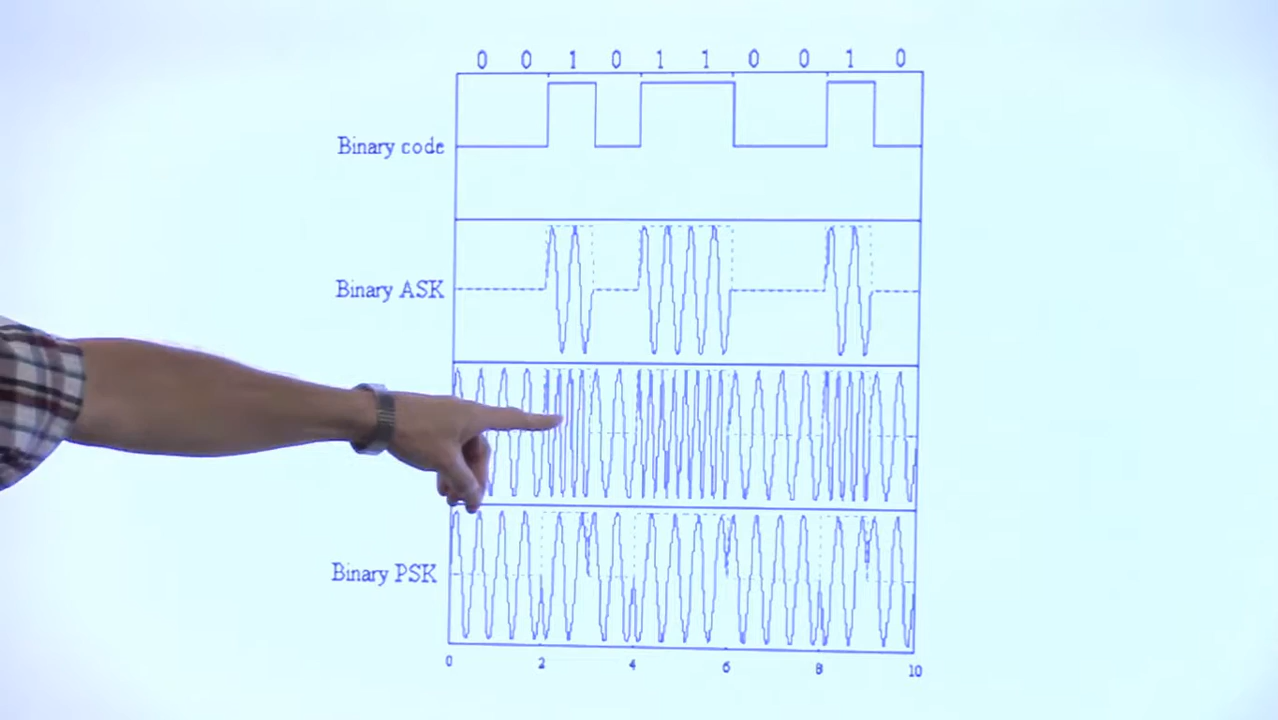 0 0 1 0 1 1 0 0 1 0
Binary code
Binary ASK
Binary PSK
0 2 4 6 8 10